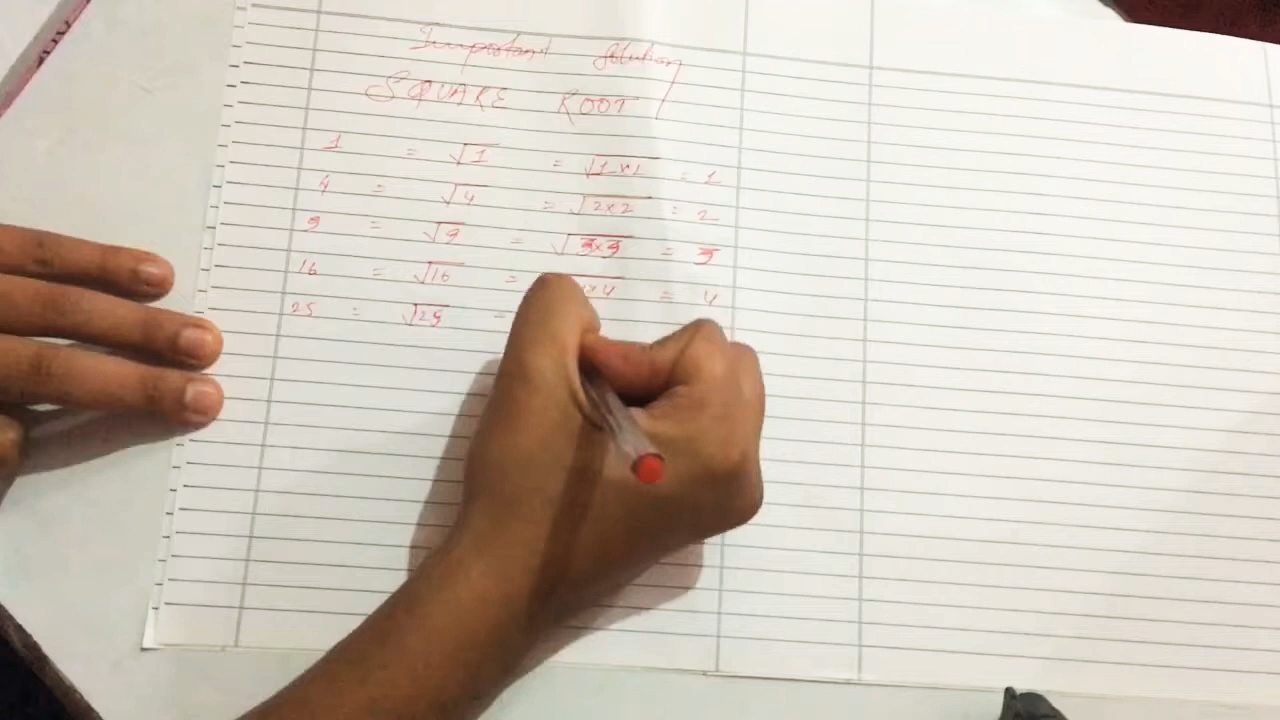 Important Solution
SQUARE ROOT
1 = √1 = √1×1 = 1
4 = √4 = √2×2 = 2
9 = √9 = √3×3 = 3
16 = √16 = ×4 = 4
25 = √25 =